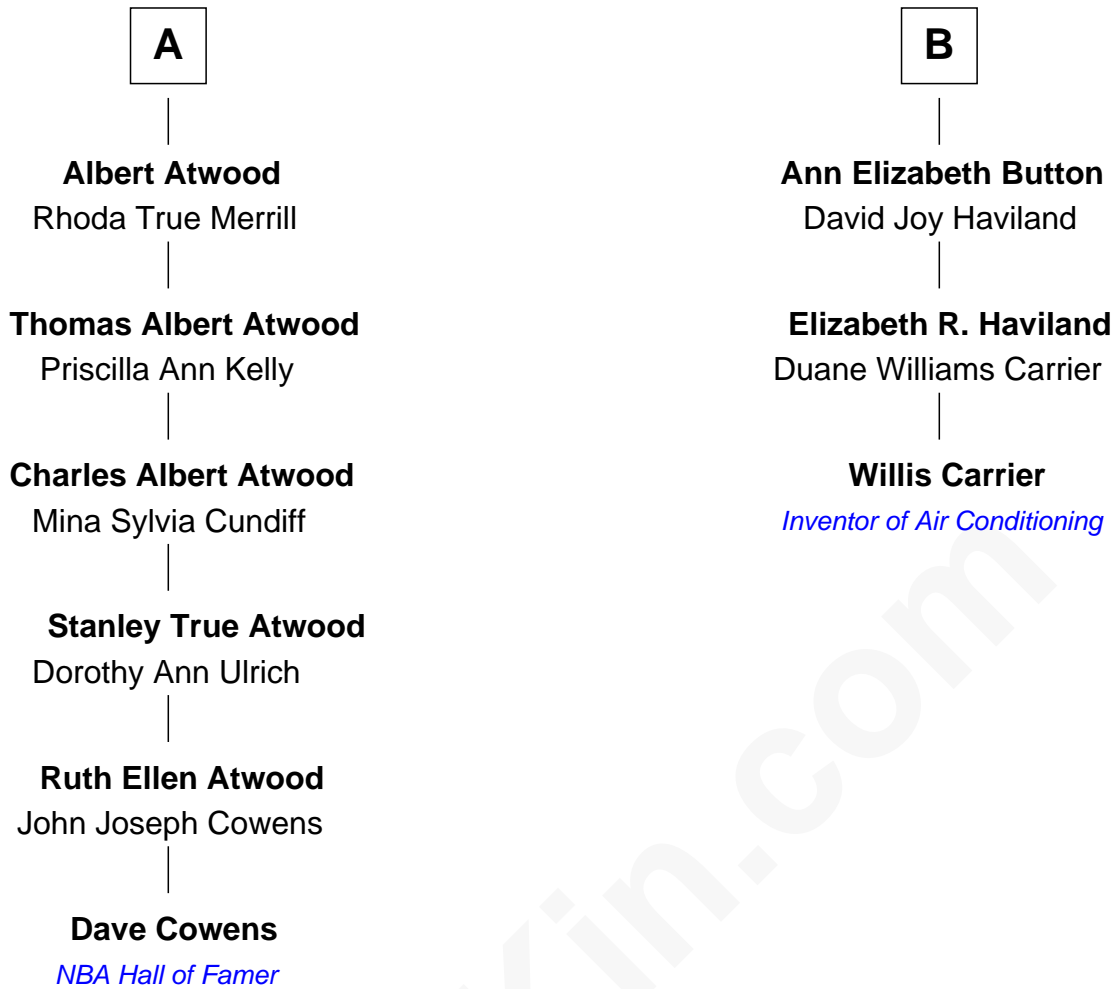 A
Albert Atwood
Rhoda True Merrill
Thomas Albert Atwood
Priscilla Ann Kelly
Charles Albert Atwood
Mina Sylvia Cundiff
Stanley True Atwood
Dorothy Ann Ulrich
Ruth Ellen Atwood
John Joseph Cowens
Dave Cowens
NBA Hall of Famer
B
Ann Elizabeth Button
David Joy Haviland
Elizabeth R. Haviland
Duane Williams Carrier
Willis Carrier
Inventor of Air Conditioning